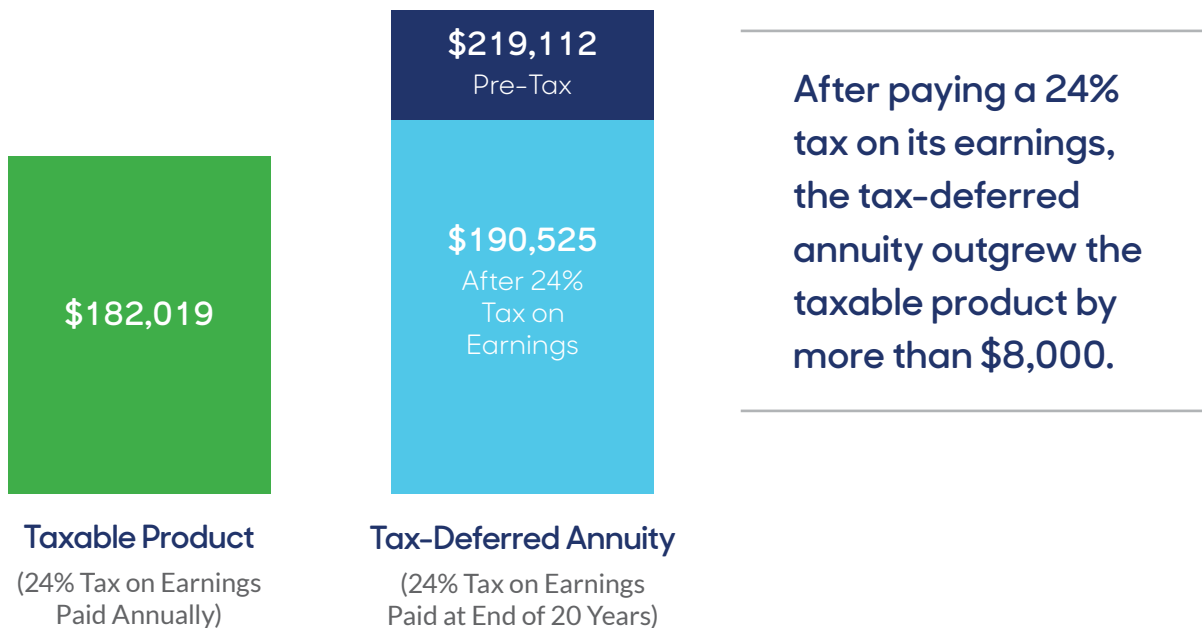 $182,019
Taxable Product
(24% Tax on Earnings
Paid Annually)
$219,112
Pre-Tax
$190,525
After 24%
Tax on
Earnings
Tax-Deferred Annuity
(24% Tax on Earnings
Paid at End of 20 Years)
After paying a 24%
tax on its earnings,
the tax-deferred
annuity outgrew the
taxable product by
more than $8,000.